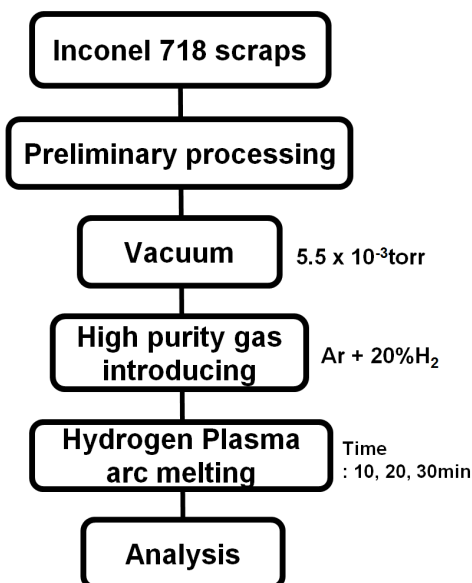 Inconel 718 scraps
Preliminary processing
Vacuum
5.5 x 10⁻³torr
High purity gas
introducing
Ar + 20%H₂
Hydrogen Plasma
arc melting
Time
: 10, 20, 30min
Analysis